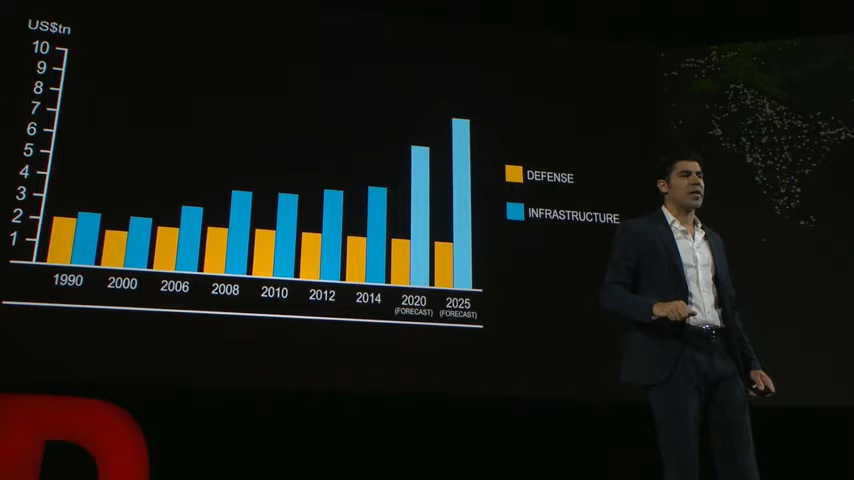 US$tn
10
9
8
7
6
5
4
3
2
1
1990 2000 2006 2008 2010 2012 2014 2020 2025
(FORECAST) (FORECAST)
DEFENSE
INFRASTRUCTURE
D